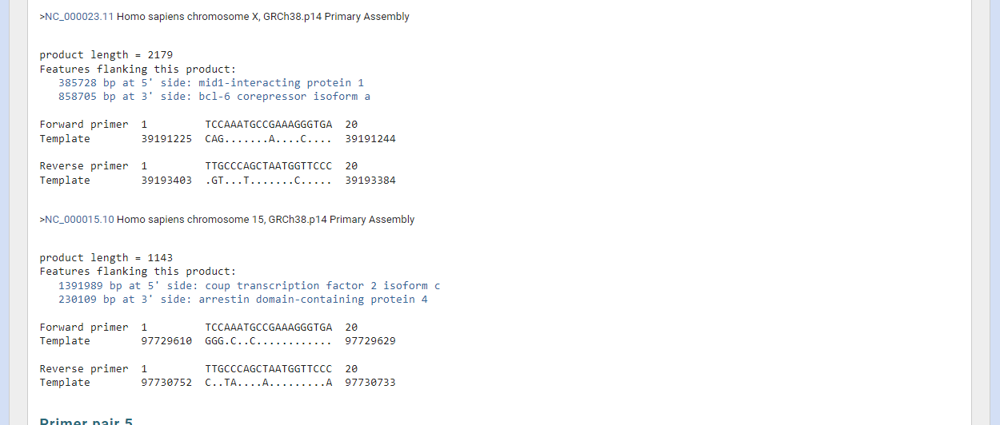 >NC_000023.11 Homo sapiens chromosome X, GRCh38.p14 Primary Assembly
product length = 2179
Features flanking this product:
385728 bp at 5' side: mid1-interacting protein 1
858705 bp at 3' side: bcl-6 corepressor isoform a
Forward primer 1 TCCAAATGCCGAAAGGGTGA 20
Template 39191225 CAG.......A....C.... 39191244
Reverse primer 1 TTGCCCAGCTAATGGTTCCC 20
Template 39193403 .GT...T.......C..... 39193384
>NC_000015.10 Homo sapiens chromosome 15, GRCh38.p14 Primary Assembly
product length = 1143
Features flanking this product:
1391989 bp at 5' side: coup transcription factor 2 isoform c
230109 bp at 3' side: arrestin domain-containing protein 4
Forward primer 1 TCCAAATGCCGAAAGGGTGA 20
Template 97729610 GGG.C..C............ 97729629
Reverse primer 1 TTGCCCAGCTAATGGTTCCC 20
Template 97730752 C..TA....A.........A 97730733
Primer pair 5